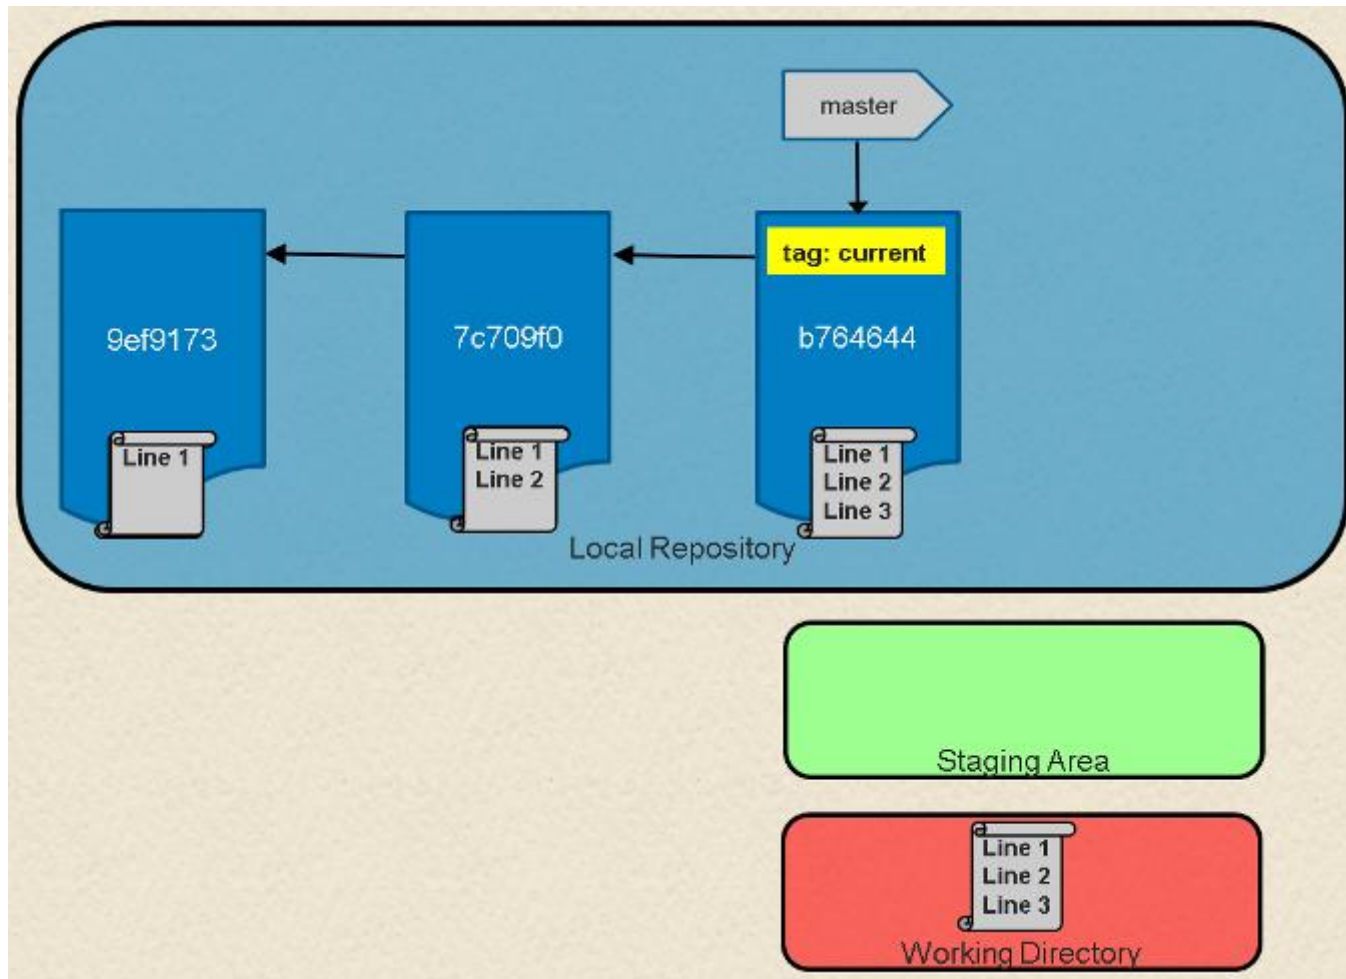 master
tag: current
9ef9173
7c709f0
b764644
Line 1
Line 1
Line 2
Line 1
Line 2
Line 3
Local Repository
Staging Area
Line 1
Line 2
Line 3
Working Directory